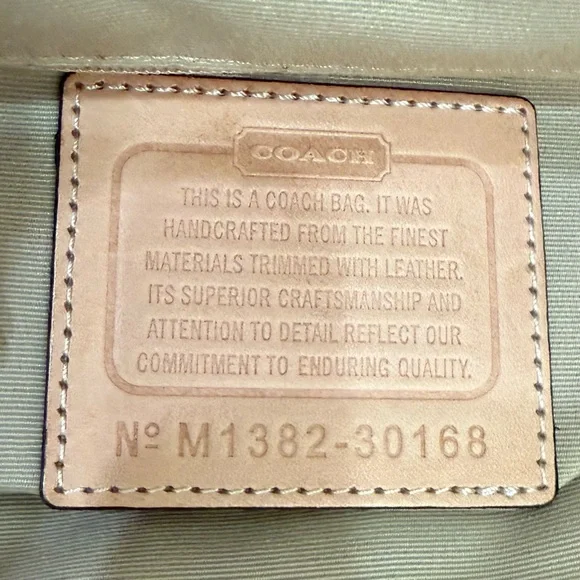 COACH
THIS IS A COACH BAG. IT WAS
HANDCRAFTED FROM THE FINEST
MATERIALS TRIMMED WITH LEATHER.
ITS SUPERIOR CRAFTSMANSHIP AND
ATTENTION TO DETAIL REFLECT OUR
COMMITMENT TO ENDURING QUALITY.
Nº M1382-30168